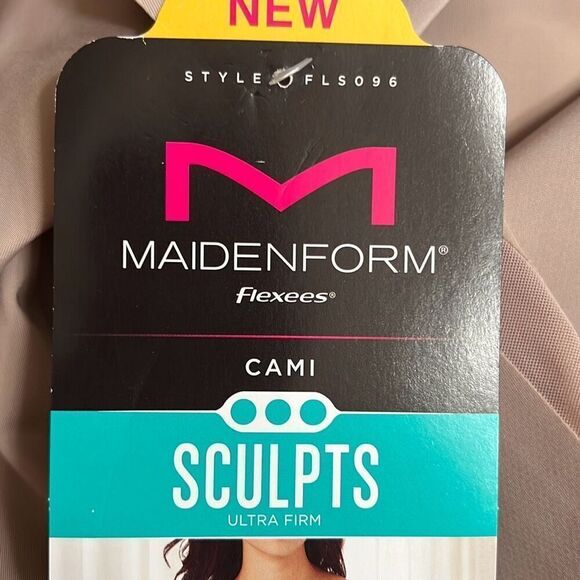 NEW
STYLE FLS096
MAIDENFORM®
flexees®
CAMI
SCULPTS
ULTRA FIRM